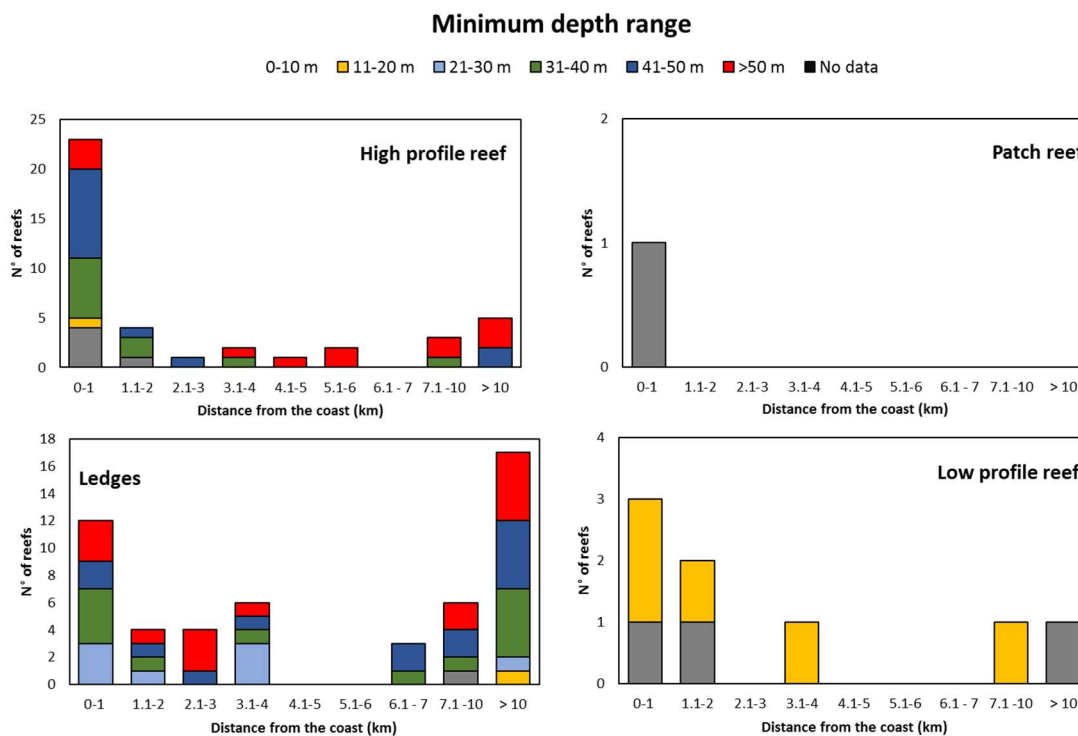 Minimum depth range
0-10 m 11-20 m 21-30 m 31-40 m 41-50 m >50 m No data
High profile reef
25
20
15
10
5
0
N° of reefs
0-1 1.1-2 2.1-3 3.1-4 4.1-5 5.1-6 6.1 - 7 7.1 -10 > 10
Distance from the coast (km)
Patch reef
2
1
0
N° of reefs
0-1 1.1-2 2.1-3 3.1-4 4.1-5 5.1-6 6.1 - 7 7.1 -10 > 10
Distance from the coast (km)
Ledges
18
16
14
12
10
8
6
4
2
0
N° of reefs
0-1 1.1-2 2.1-3 3.1-4 4.1-5 5.1-6 6.1 - 7 7.1 -10 > 10
Distance from the coast (km)
Low profile reef
4
3
2
1
0
N° of reefs
0-1 1.1-2 2.1-3 3.1-4 4.1-5 5.1-6 6.1 - 7 7.1 -10 > 10
Distance from the coast (km)